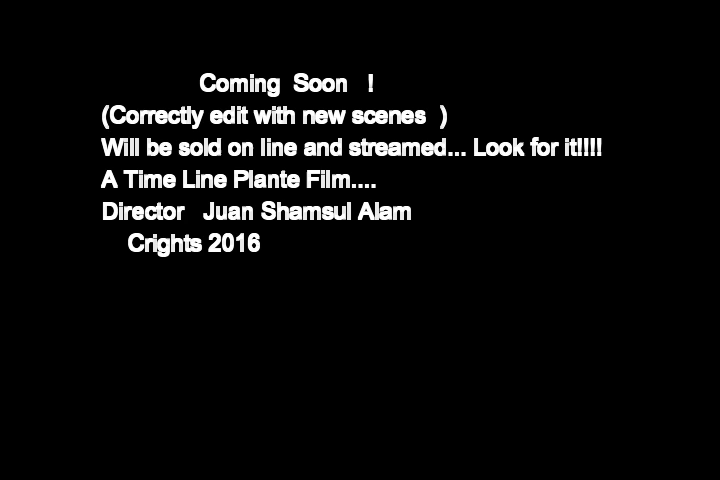 Coming Soon !
(Correctly edit with new scenes )
Will be sold on line and streamed... Look for it!!!!
A Time Line Plante Film....
Director Juan Shamsul Alam
Crights 2016